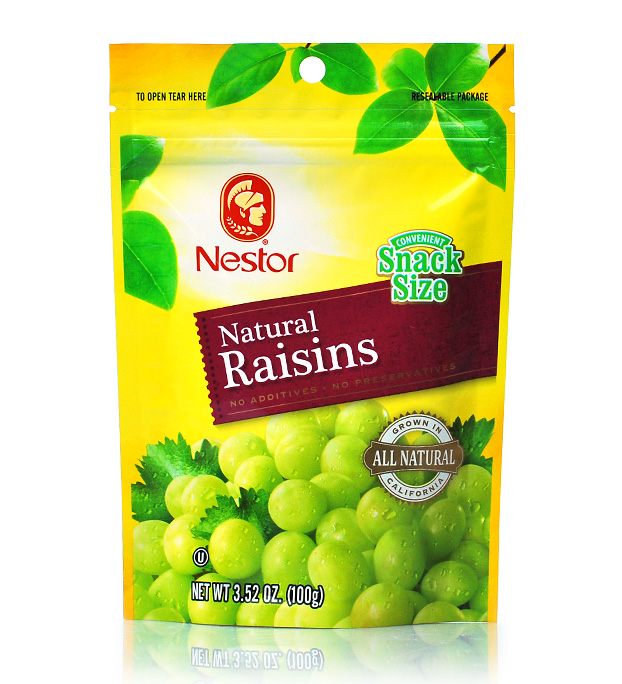 TO OPEN TEAR HERE
RESEALABLE PACKAGE
Nestor®
CONVENIENT
Snack
Size
Natural
Raisins
NO ADDITIVES • NO PRESERVATIVES
GROWN IN
ALL NATURAL
CALIFORNIA
U
NET WT 3.52 OZ. (100g)